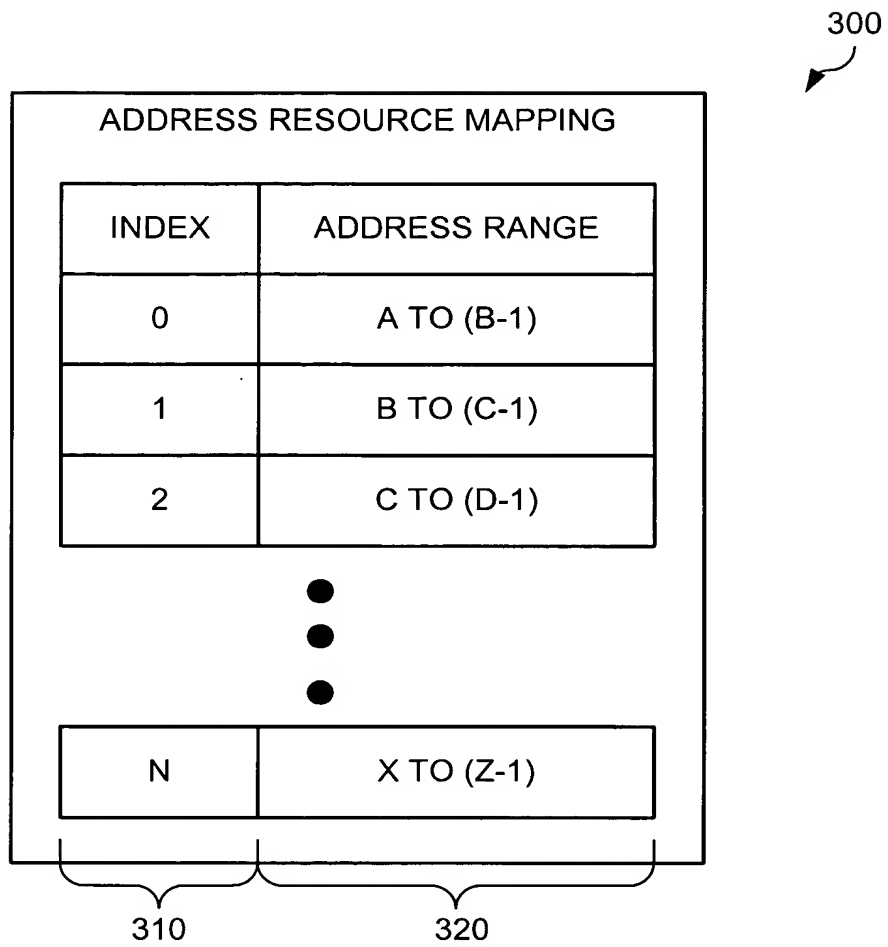 300
ADDRESS RESOURCE MAPPING
INDEX ADDRESS RANGE
0 A TO (B-1)
1 B TO (C-1)
2 C TO (D-1)
N X TO (Z-1)
310 320